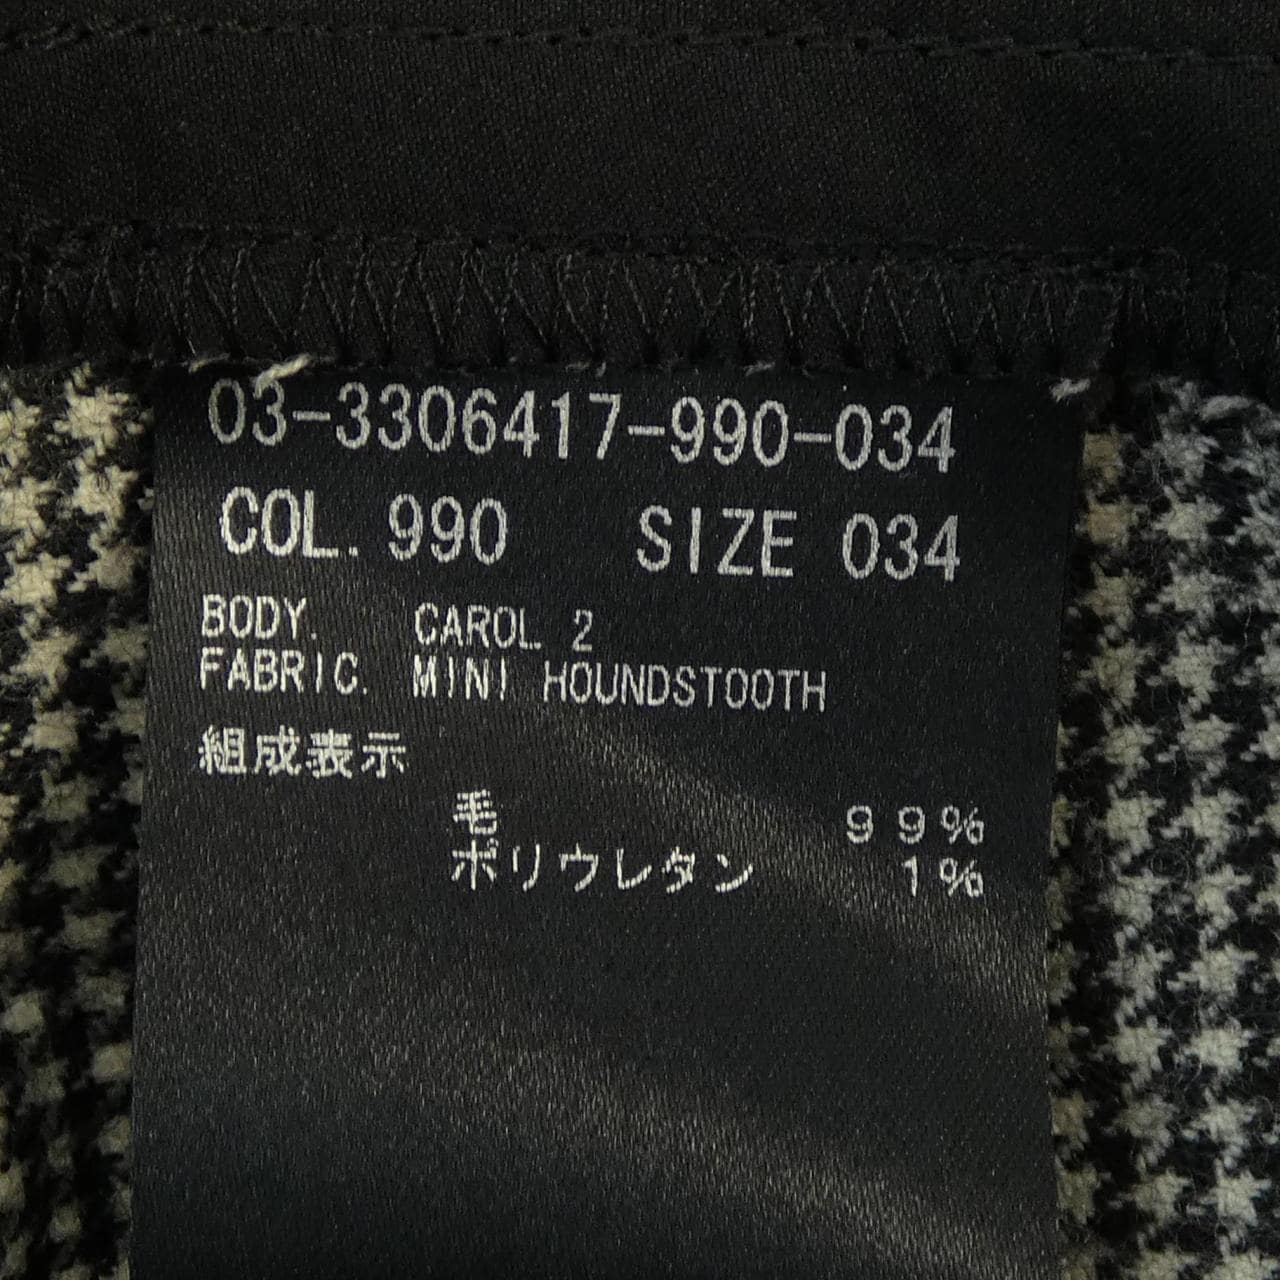 03-3306417-990-034
COL. 990 SIZE 034
BODY. CAROL 2
FABRIC. MINI HOUNDSTOOTH
組成表示
毛 99%
ポリウレタン 1%